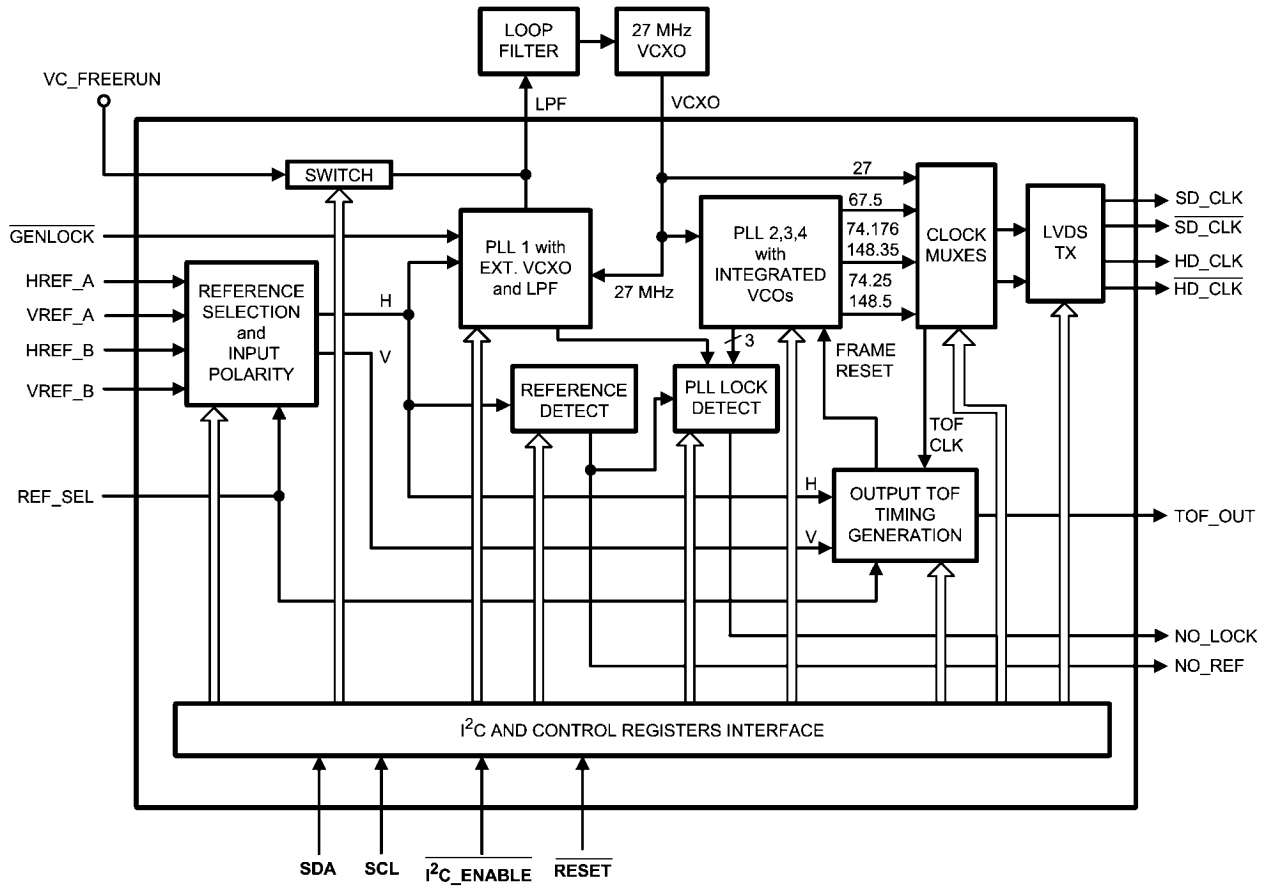 LOOP
FILTER
27 MHz
VCXO
VC_FREERUN
LPF
VCXO
SWITCH
27
67.5
74.176
148.35
74.25
148.5
CLOCK
MUXES
LVDS
TX
SD_CLK
SD_CLK
HD_CLK
HD_CLK
GENLOCK
HREF_A
VREF_A
HREF_B
VREF_B
REFERENCE
SELECTION
and
INPUT
POLARITY
H
V
PLL 1 with
EXT. VCXO
and LPF
27 MHz
PLL 2,3,4
with
INTEGRATED
VCOs
3
FRAME
RESET
REFERENCE
DETECT
PLL LOCK
DETECT
TOF
CLK
REF_SEL
H
V
OUTPUT TOF
TIMING
GENERATION
TOF_OUT
NO_LOCK
NO_REF
I²C AND CONTROL REGISTERS INTERFACE
SDA
SCL
I²C_ENABLE
RESET